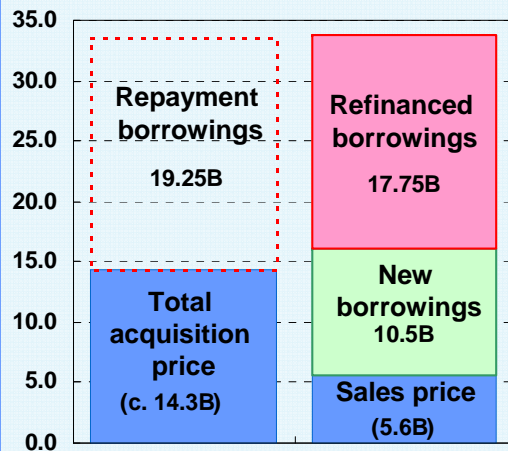 35.0
30.0
25.0
20.0
15.0
10.0
5.0
0.0
Repayment
borrowings
19.25B
Total
acquisition
price
(c. 14.3B)
Refinanced
borrowings
17.75B
New
borrowings
10.5B
Sales price
(5.6B)